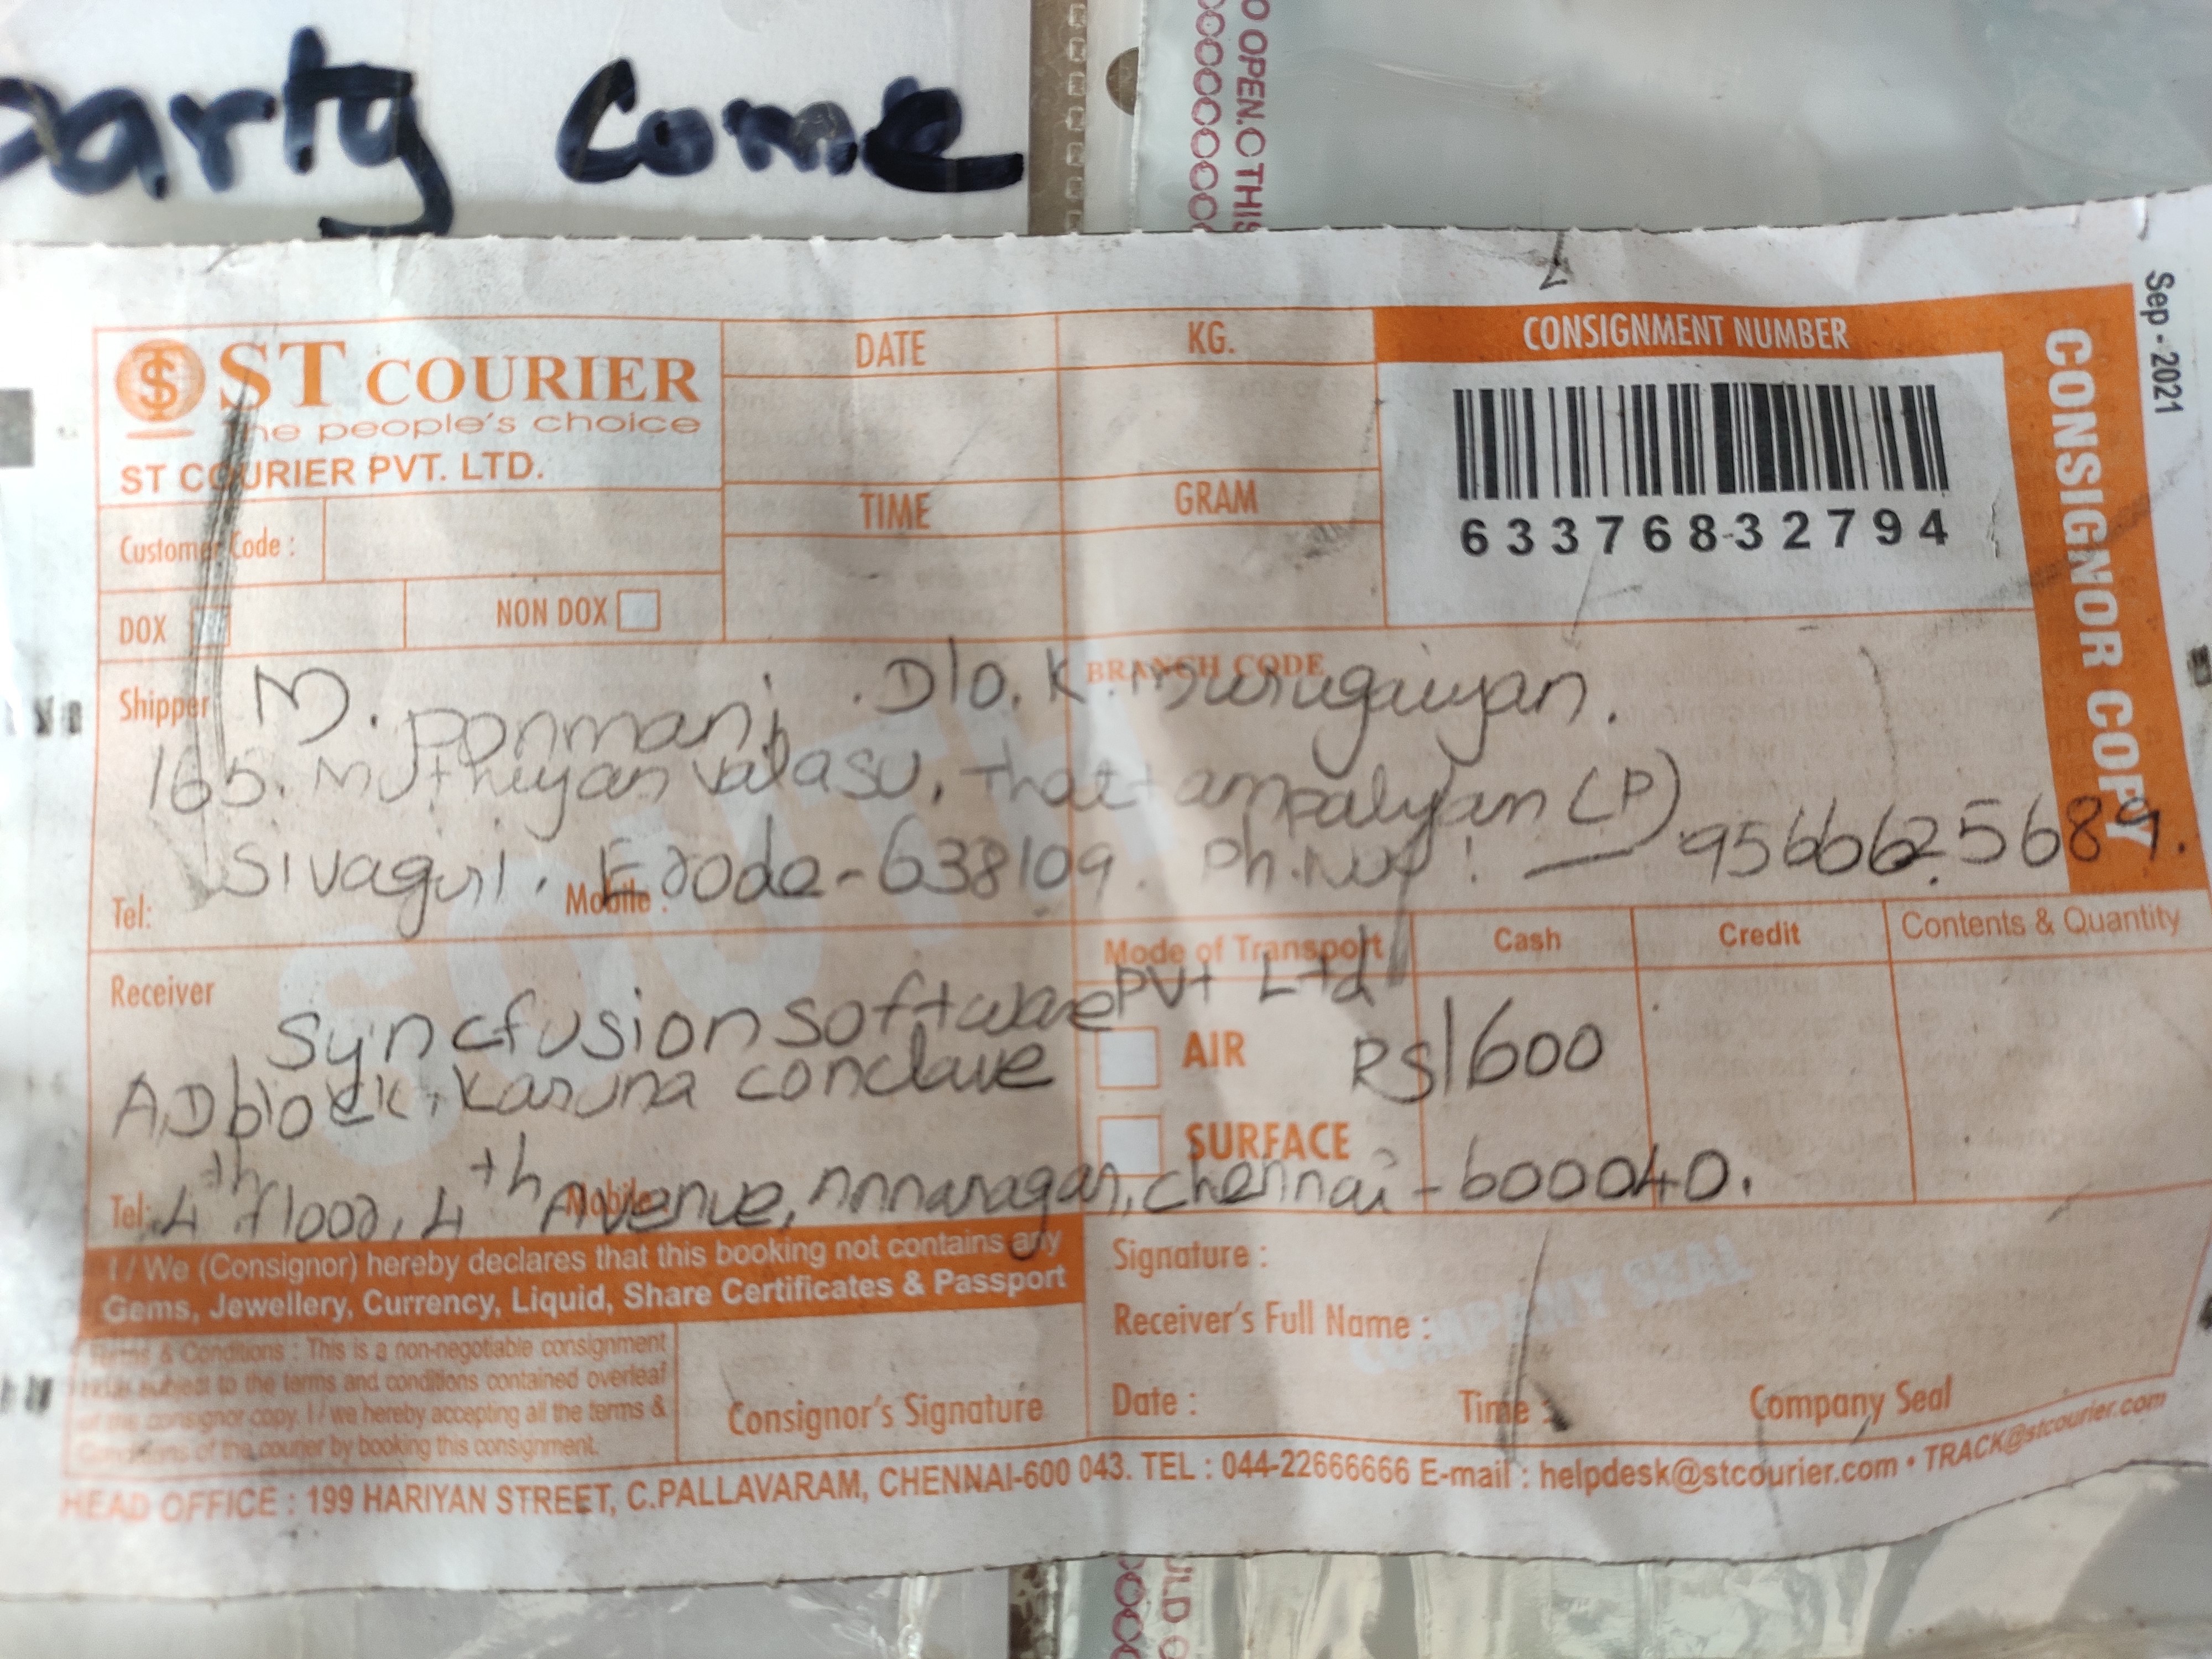 party come
O OPEN.C THIS
Sep - 2021
ST COURIER
the people's choice
ST COURIER PVT. LTD.
DATE
KG.
CONSIGNMENT NUMBER
CONSIGNOR COPY
63376832794
TIME
GRAM
Customer Code :
DOX
NON DOX
BRANCH CODE
Shipper M. ponmani .D/o. K. Murugaiyan.
165. Muthiyan Valasu, That tampalyam (P)
Sivagiri. Erode-638109. Ph.No: — 9566625689.
Tel:
Mobile :
SOUTH
Receiver
Mode of Transport
Cash
Credit
Contents & Quantity
Syncfusion software Pvt Ltd
A.D block, Karuna conclave
AIR
Rs 1600
SURFACE
4th floor, 4th Avenue, nnnanagar, chennai - 600040.
Tel:
Mobile:
I / We (Consignor) hereby declares that this booking not contains any
Gems, Jewellery, Currency, Liquid, Share Certificates & Passport
Signature :
Receiver's Full Name :
COMPANY SEAL
Terms & Conditions : This is a non-negotiable consignment
subject to the terms and conditions contained overleaf
of the consignor copy. I / we hereby accepting all the terms &
Conditions of the courier by booking this consignment.
Consignor's Signature
Date :
Time :
Company Seal
HEAD OFFICE : 199 HARIYAN STREET, C.PALLAVARAM, CHENNAI-600 043. TEL : 044-22666666 E-mail : helpdesk@stcourier.com • TRACK@stcourier.com